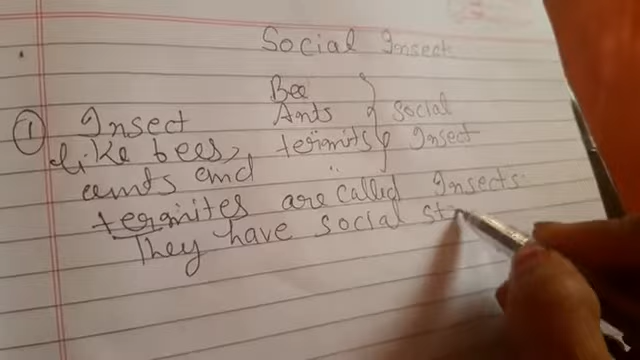 Social Insect
Bee
Ants } social
termits } Insect
① Insect
like bees,
ants and
termites are called Insects.
They have social st